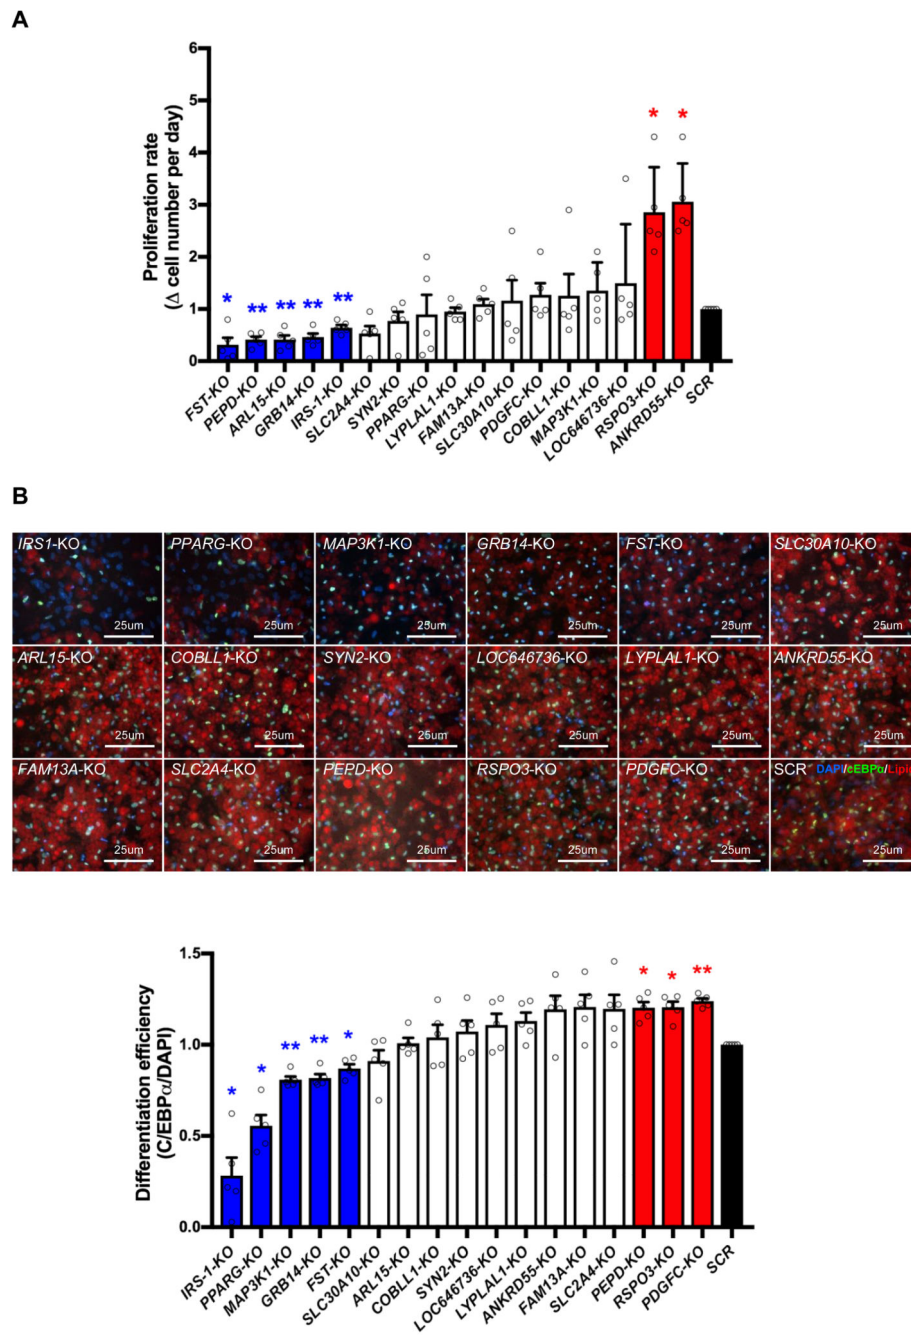 A
Proliferation rate
(Δ cell number per day)
6
5
4
3
2
1
0
* ** ** ** ** * *
FST-KO
PEPD-KO
ARL15-KO
GRB14-KO
IRS-1-KO
SLC2A4-KO
SYN2-KO
PPARG-KO
LYPLAL1-KO
FAM13A-KO
SLC30A10-KO
PDGFC-KO
COBLL1-KO
MAP3K1-KO
LOC646736-KO
RSPO3-KO
ANKRD55-KO
SCR
B
IRS1-KO PPARG-KO MAP3K1-KO GRB14-KO FST-KO SLC30A10-KO
25um 25um 25um 25um 25um 25um
ARL15-KO COBLL1-KO SYN2-KO LOC646736-KO LYPLAL1-KO ANKRD55-KO
25um 25um 25um 25um 25um 25um
FAM13A-KO SLC2A4-KO PEPD-KO RSPO3-KO PDGFC-KO SCR DAPI/cEBPα/Lipi
25um 25um 25um 25um 25um 25um
Differentiation efficiency
(C/EBPα/DAPI)
1.5
1.0
0.5
0.0
* * ** ** * * * **
IRS-1-KO
PPARG-KO
MAP3K1-KO
GRB14-KO
FST-KO
SLC30A10-KO
ARL15-KO
COBLL1-KO
SYN2-KO
LOC646736-KO
LYPLAL1-KO
ANKRD55-KO
FAM13A-KO
SLC2A4-KO
PEPD-KO
RSPO3-KO
PDGFC-KO
SCR